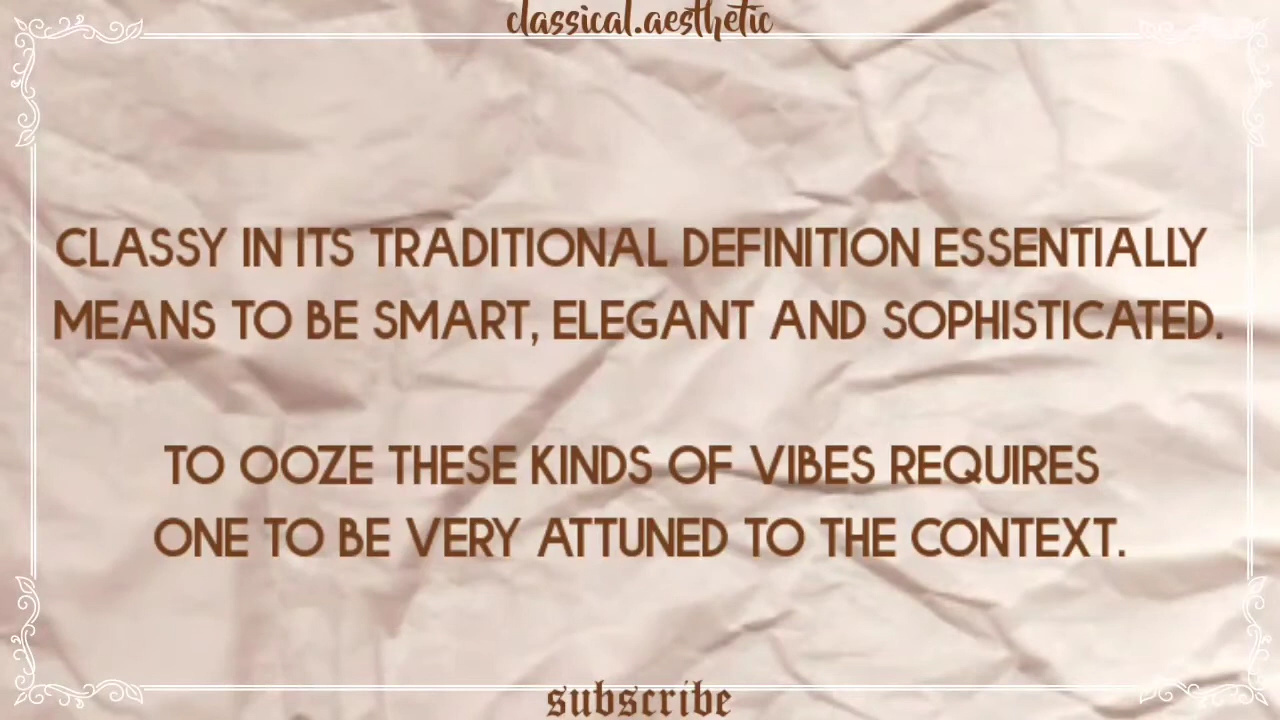 classical.aesthetic
CLASSY IN ITS TRADITIONAL DEFINITION ESSENTIALLY
MEANS TO BE SMART, ELEGANT AND SOPHISTICATED.
TO OOZE THESE KINDS OF VIBES REQUIRES
ONE TO BE VERY ATTUNED TO THE CONTEXT.
subscribe